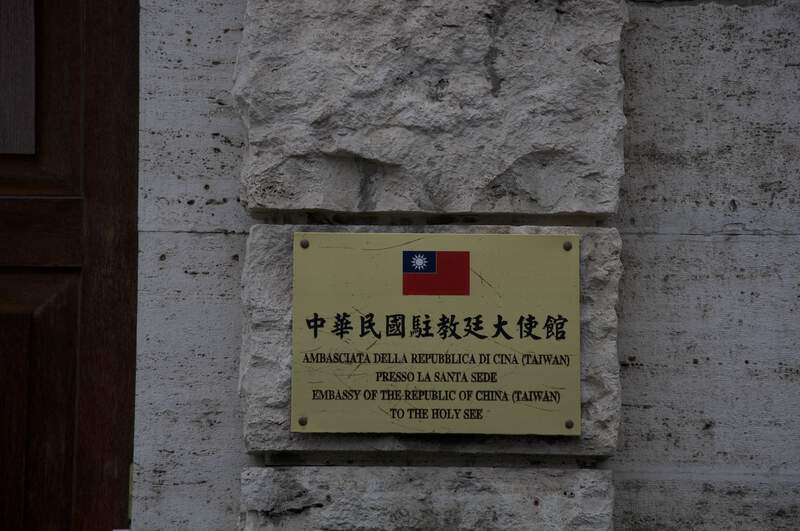 中華民國駐教廷大使館
AMBASCIATA DELLA REPUBBLICA DI CINA (TAIWAN)
PRESSO LA SANTA SEDE
EMBASSY OF THE REPUBLIC OF CHINA (TAIWAN)
TO THE HOLY SEE